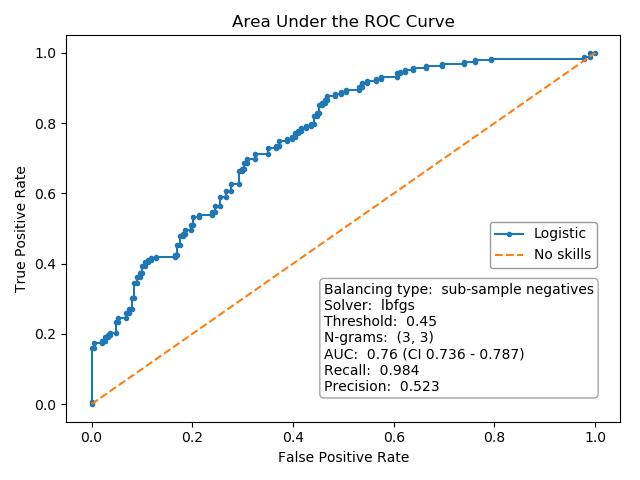 Area Under the ROC Curve
True Positive Rate
1.0
0.8
0.6
0.4
0.2
0.0
Logistic
No skills
Balancing type:  sub-sample negatives
Solver:  lbfgs
Threshold:  0.45
N-grams:  (3, 3)
AUC:  0.76 (CI 0.736 - 0.787)
Recall:  0.984
Precision:  0.523
0.0 0.2 0.4 0.6 0.8 1.0
False Positive Rate